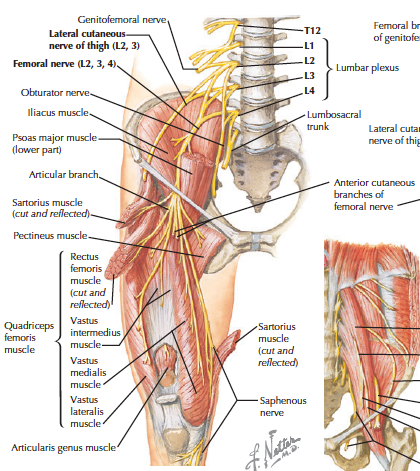 Genitofemoral nerve
Lateral cutaneous
nerve of thigh (L2, 3)
Femoral nerve (L2, 3, 4)
Obturator nerve
Iliacus muscle
Psoas major muscle
(lower part)
Articular branch
Sartorius muscle
(cut and reflected)
Pectineus muscle
Rectus
femoris
muscle
(cut and
reflected)
Quadriceps
femoris
muscle
Vastus
intermedius
muscle
Vastus
medialis
muscle
Vastus
lateralis
muscle
Articularis genus muscle
T12
L1
L2
L3
L4
Lumbar plexus
Lumbosacral
trunk
Anterior cutaneous
branches of
femoral nerve
Sartorius
muscle
(cut and
reflected)
Saphenous
nerve
F. Netter
M.D.
Femoral br
of genitofe
Lateral cuta
nerve of thig